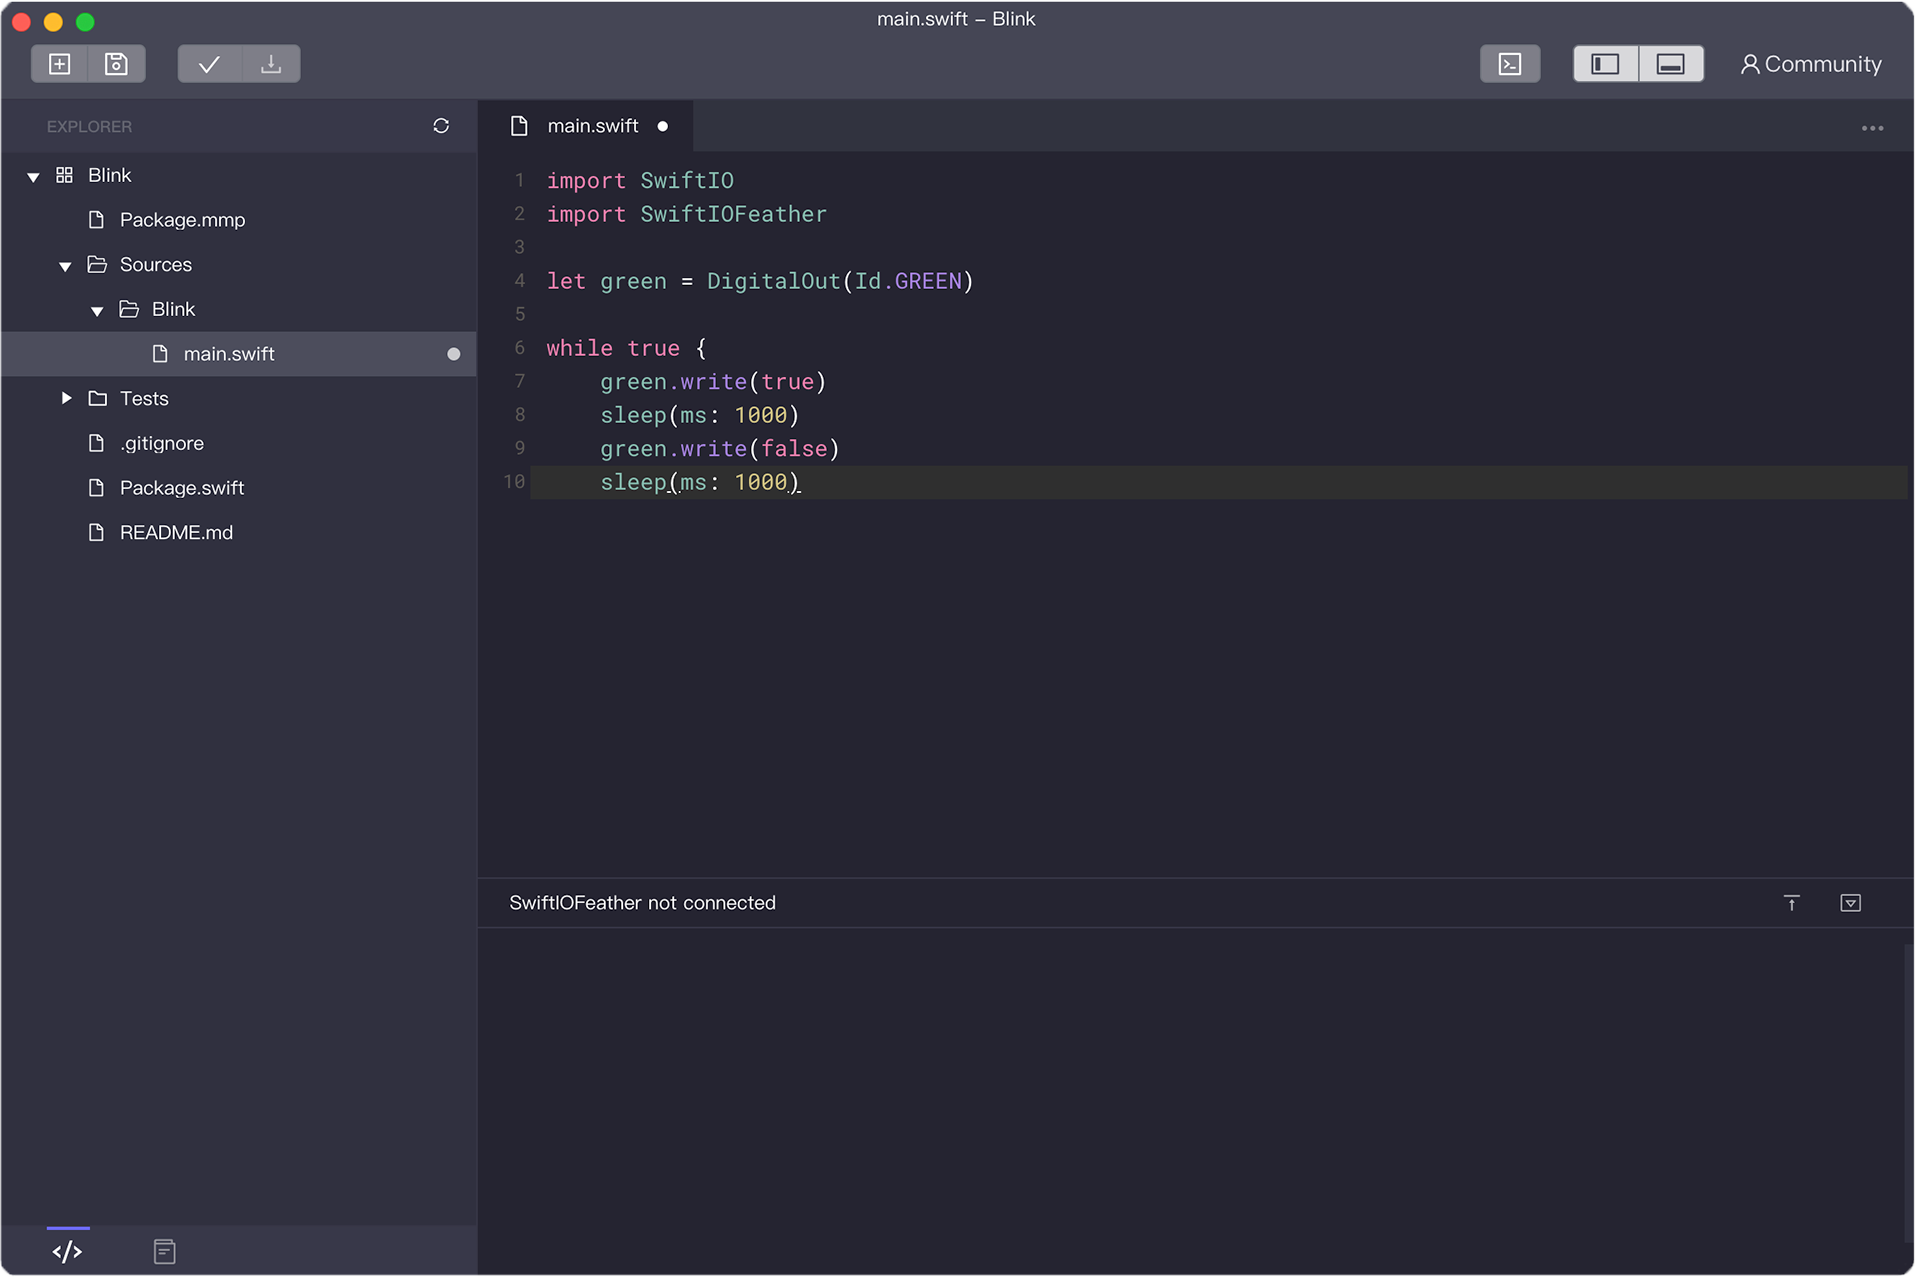 main.swift – Blink
Community
EXPLORER
Blink
Package.mmp
Sources
Blink
main.swift
Tests
.gitignore
Package.swift
README.md
main.swift
1 import SwiftIO
2 import SwiftIOFeather
3
4 let green = DigitalOut(Id.GREEN)
5
6 while true {
7     green.write(true)
8     sleep(ms: 1000)
9     green.write(false)
10     sleep(ms: 1000)
SwiftIOFeather not connected